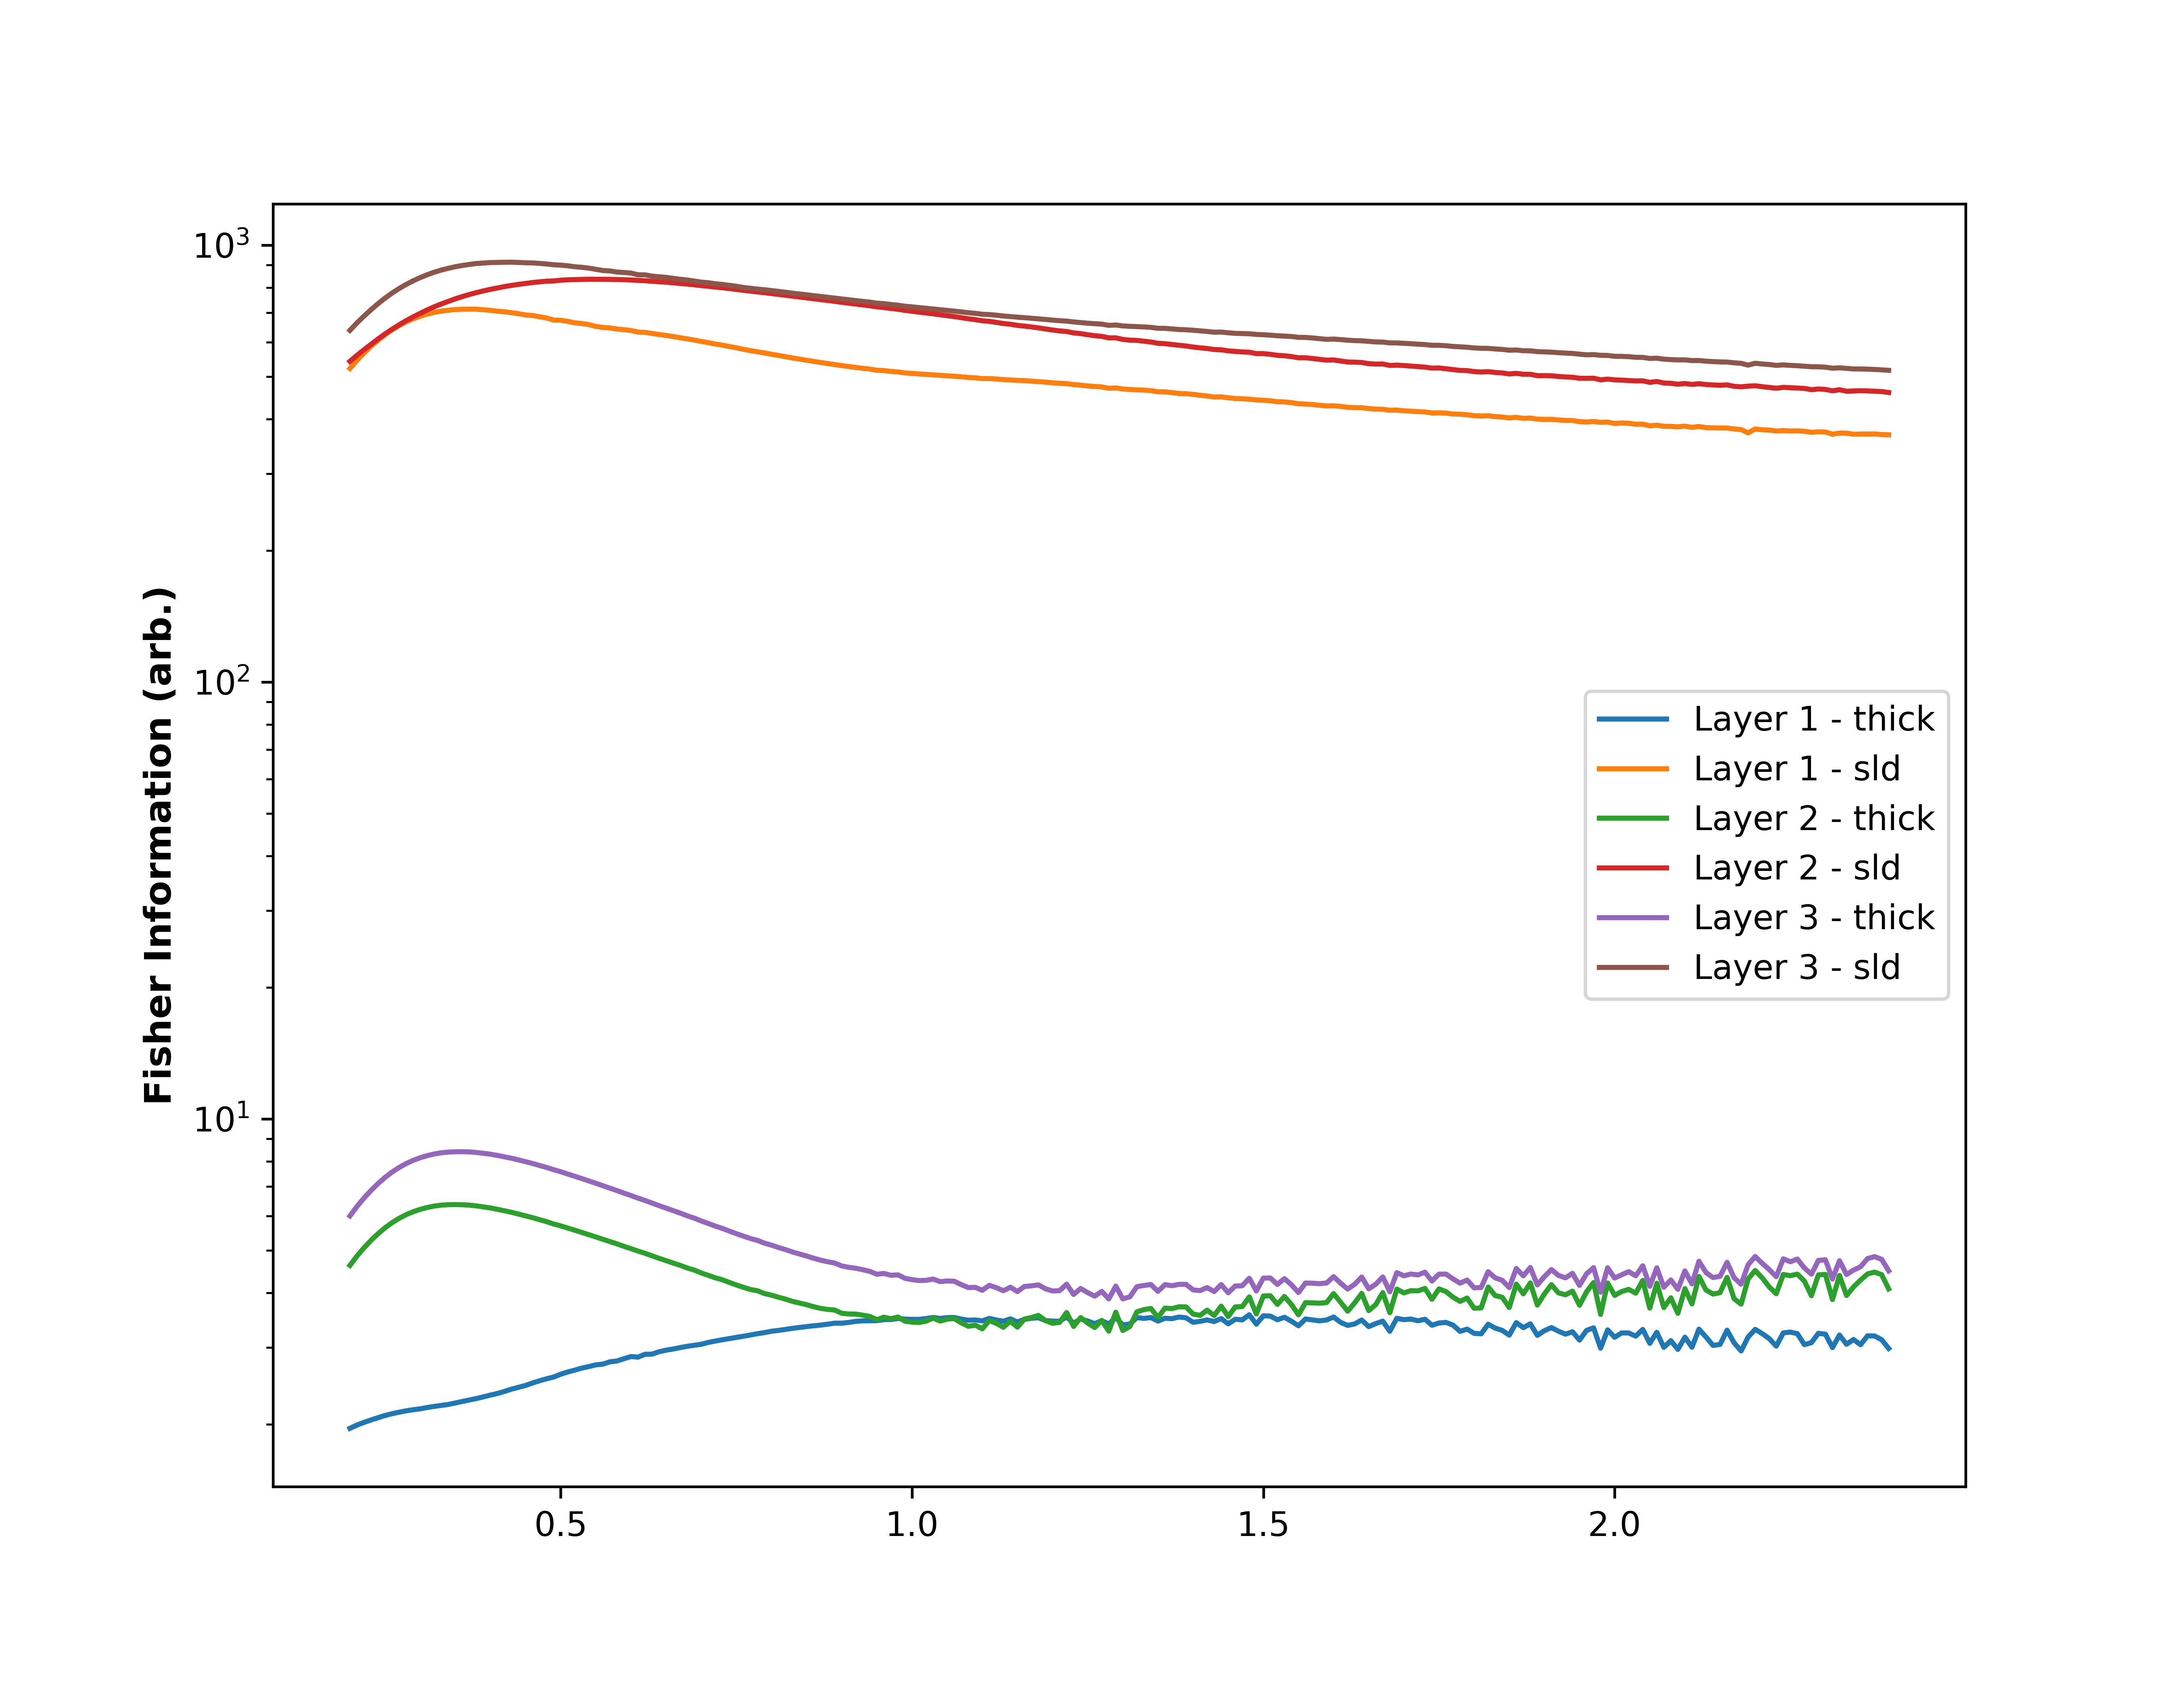 Fisher Information (arb.)
10³
10²
10¹
0.5 1.0 1.5 2.0
Layer 1 - thick
Layer 1 - sld
Layer 2 - thick
Layer 2 - sld
Layer 3 - thick
Layer 3 - sld